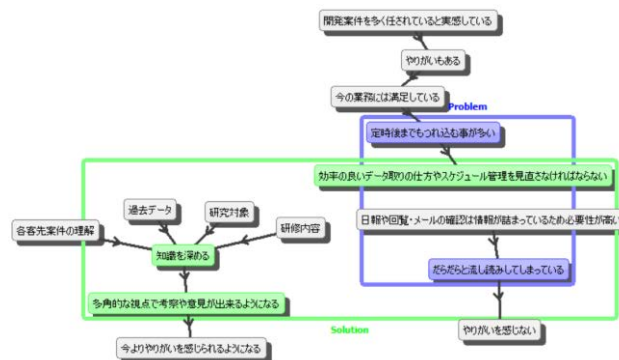 開発案件を多く任されていると実感している
やりがいもある
今の業務には満足している
Problem
定時後までもつれ込む事が多い
効率の良いデータ取りの仕方やスケジュール管理を見直さなければならない
過去データ
研究対象
各客先案件の理解
研修内容
日報や回覧・メールの確認は情報が詰まっているため必要性が高い
知識を深める
だらだらと流し読みしてしまっている
多角的な視点で考察や意見が出来るようになる
Solution
やりがいを感じない
今よりやりがいを感じられるようになる